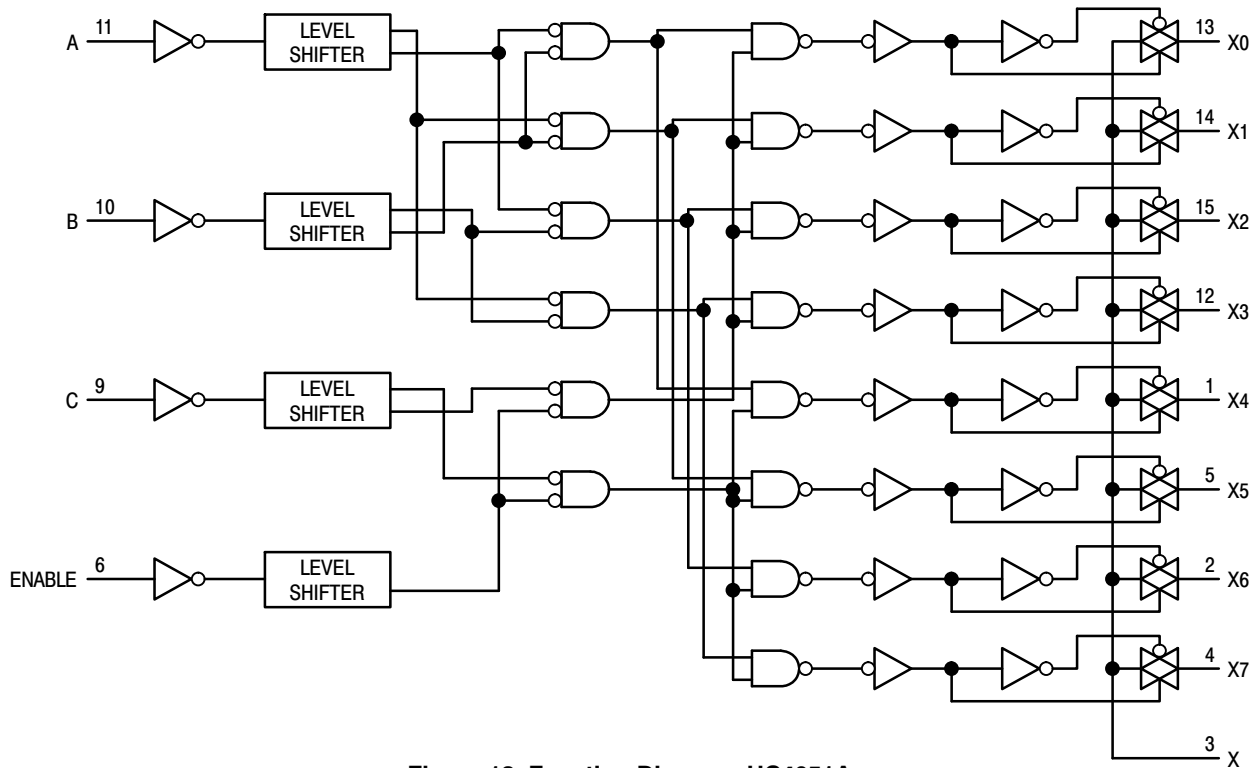 A 11 LEVEL SHIFTER 13 X0
14 X1
B 10 LEVEL SHIFTER 15 X2
12 X3
C 9 LEVEL SHIFTER 1 X4
5 X5
ENABLE 6 LEVEL SHIFTER 2 X6
4 X7
3 X